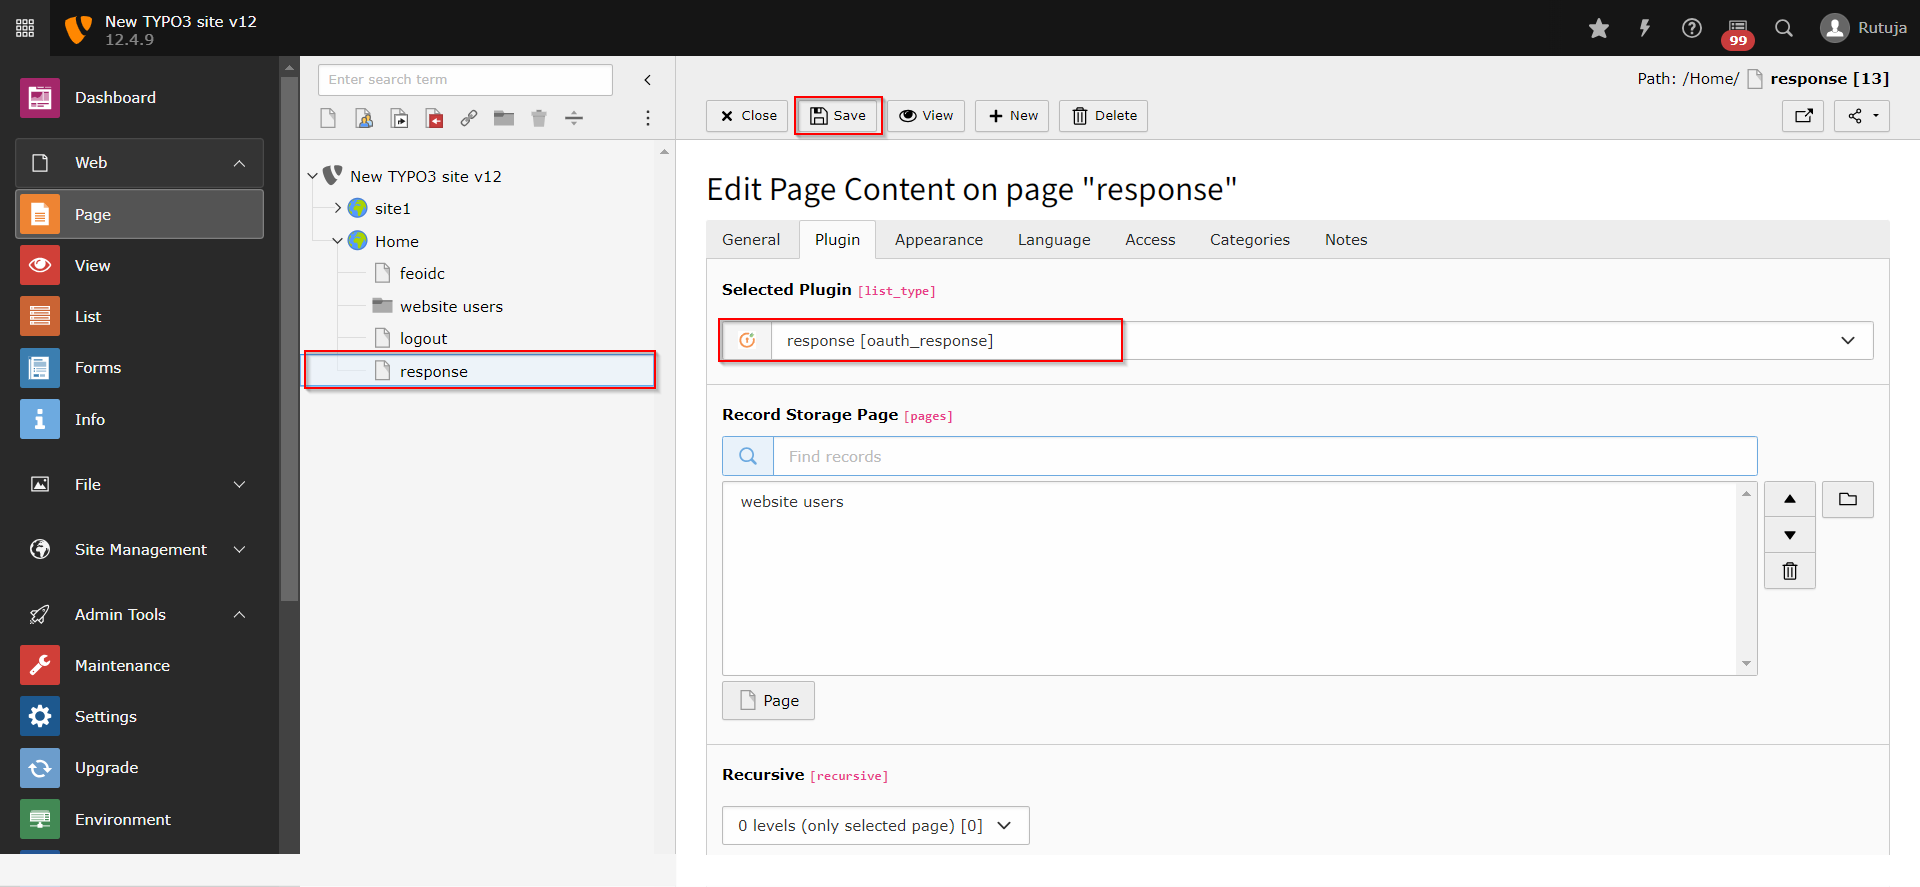 New TYPO3 site v12
12.4.9
99
Rutuja
Dashboard
Web
Page
View
List
Forms
Info
File
Site Management
Admin Tools
Maintenance
Settings
Upgrade
Environment
Enter search term
New TYPO3 site v12
site1
Home
feoidc
website users
logout
response
Path: /Home/ response [13]
Close Save View New Delete
Edit Page Content on page "response"
General Plugin Appearance Language Access Categories Notes
Selected Plugin [list_type]
response [oauth_response]
Record Storage Page [pages]
Find records
website users
Page
Recursive [recursive]
0 levels (only selected page) [0]